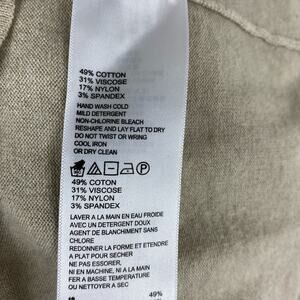 49% COTTON
31% VISCOSE
17% NYLON
3% SPANDEX
HAND WASH COLD
MILD DETERGENT
NON-CHLORINE BLEACH
RESHAPE AND LAY FLAT TO DRY
DO NOT TWIST OR WRING
COOL IRON
OR DRY CLEAN
P
49% COTON
31% VISCOSE
17% NYLON
3% SPANDEX
LAVER A LA MAIN EN EAU FROIDE
AVEC UN DETERGENT DOUX
AGENT DE BLANCHIMENT SANS
CHLORE
REDONNER LA FORME ET ETENDRE
A PLAT POUR SECHER
NE PAS ESSORER,
NI EN MACHINE, NI A LA MAIN
FER A BASSE TEMPERATURE
OU NETTOYER A SEC
49%